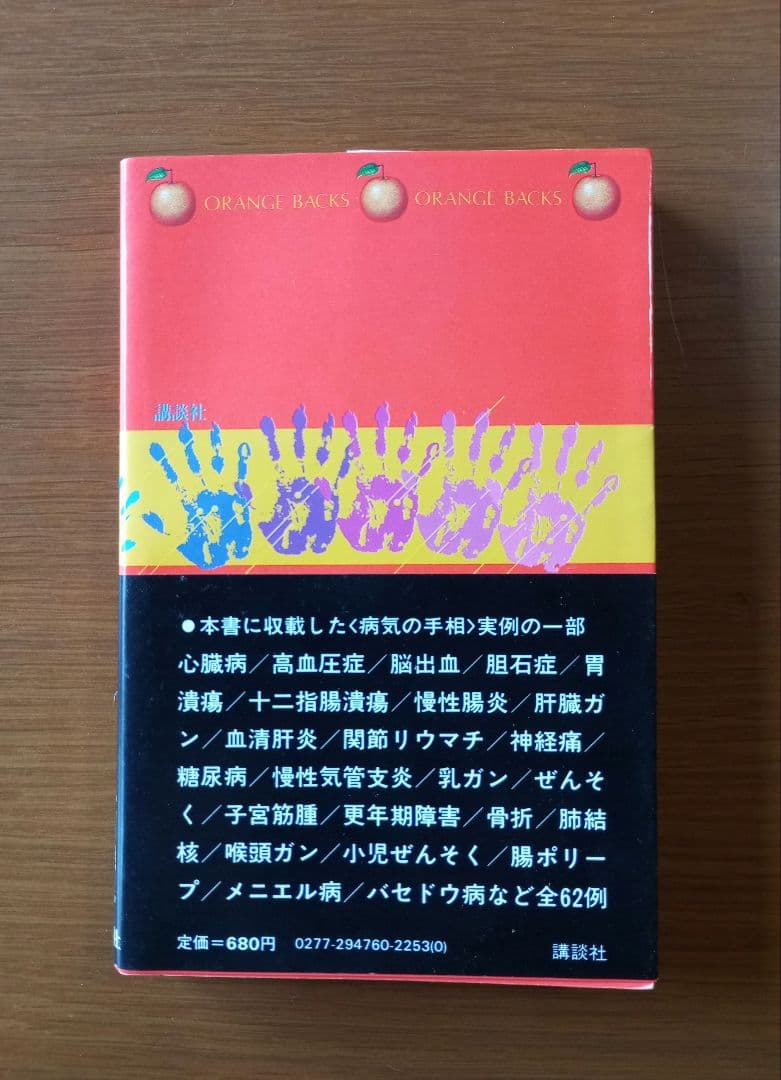 ORANGE BACKS ORANGE BACKS
講談社
●本書に収載した<病気の手相>実例の一部
心臓病／高血圧症／脳出血／胆石症／胃
潰瘍／十二指腸潰瘍／慢性腸炎／肝臓ガ
ン／血清肝炎／関節リウマチ／神経痛／
糖尿病／慢性気管支炎／乳ガン／ぜんそ
く／子宮筋腫／更年期障害／骨折／肺結
核／喉頭ガン／小児ぜんそく／腸ポリー
プ／メニエル病／バセドウ病など全62例
定価＝680円 0277-294760-2253(0) 講談社